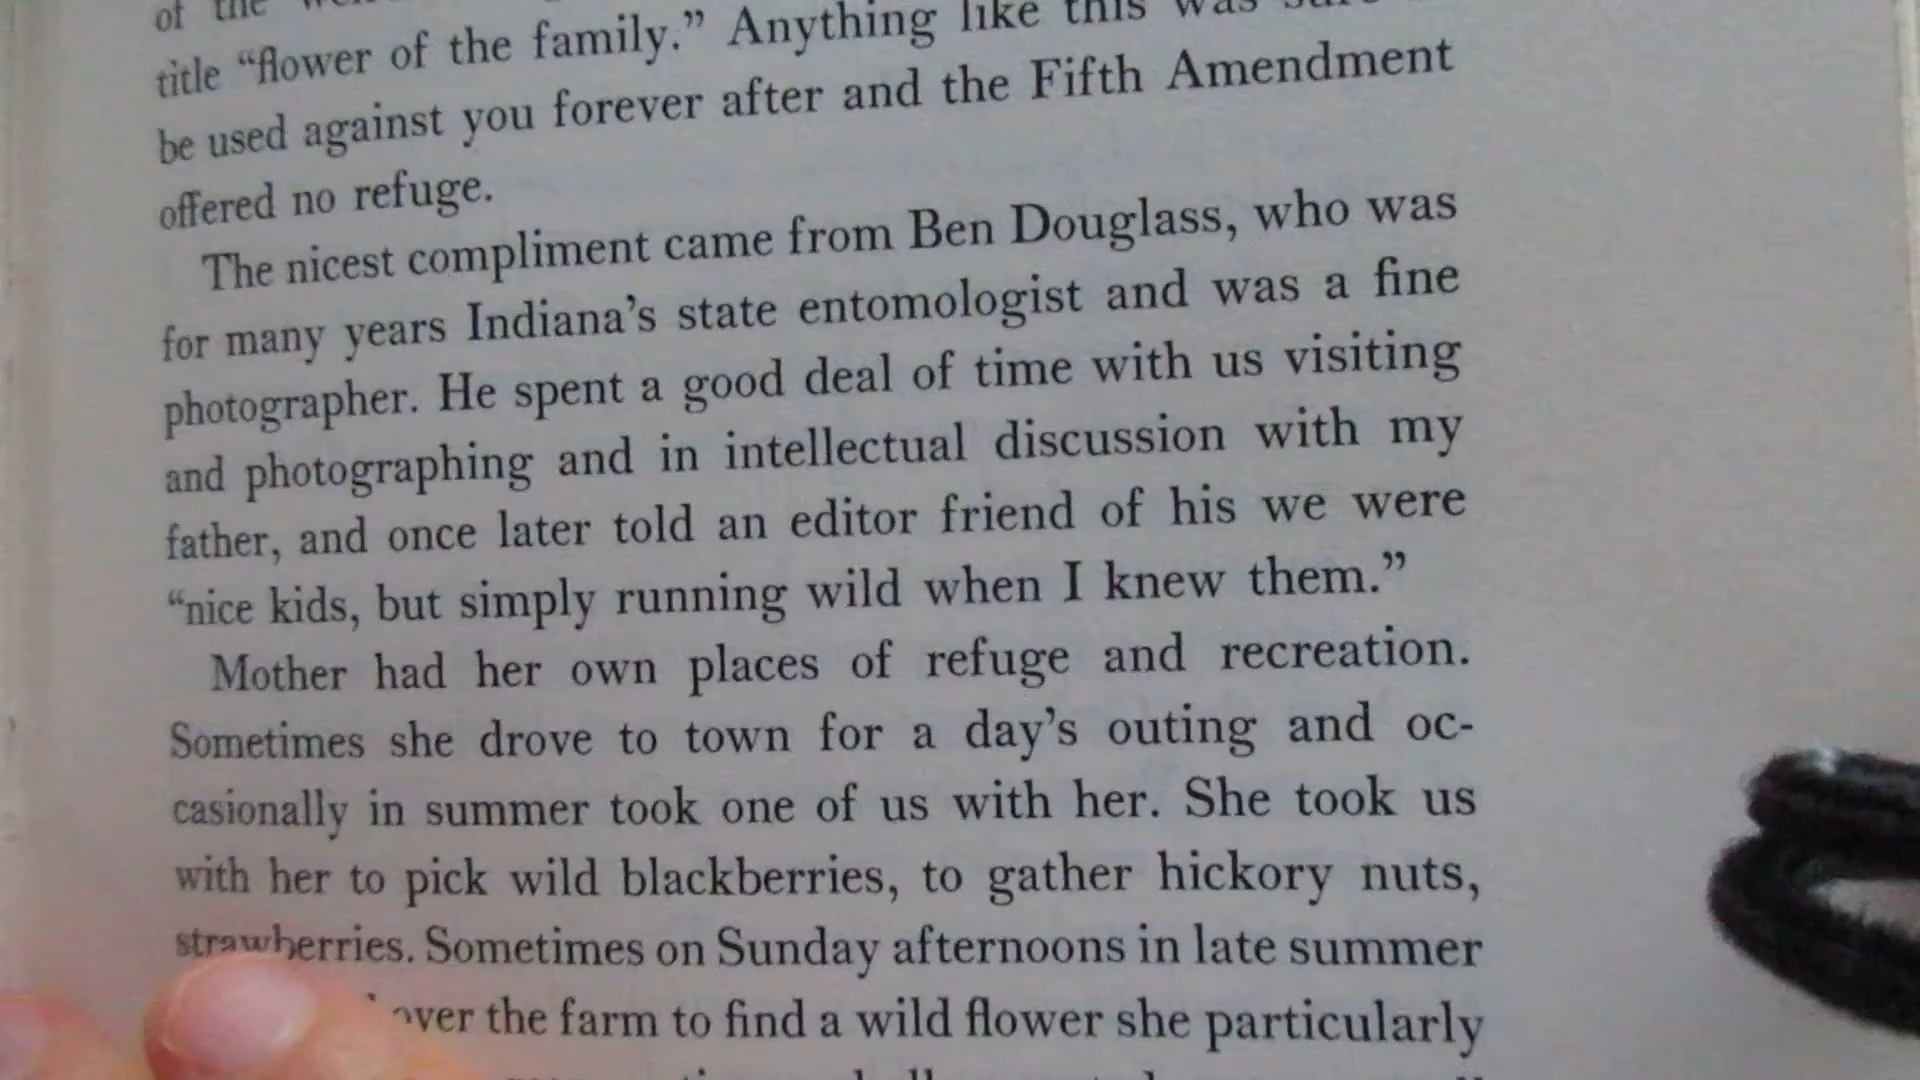 of the
title “flower of the family.” Anything like this was
be used against you forever after and the Fifth Amendment
offered no refuge.
The nicest compliment came from Ben Douglass, who was
for many years Indiana’s state entomologist and was a fine
photographer. He spent a good deal of time with us visiting
and photographing and in intellectual discussion with my
father, and once later told an editor friend of his we were
“nice kids, but simply running wild when I knew them.”
Mother had her own places of refuge and recreation.
Sometimes she drove to town for a day’s outing and oc-
casionally in summer took one of us with her. She took us
with her to pick wild blackberries, to gather hickory nuts,
strawberries. Sometimes on Sunday afternoons in late summer
over the farm to find a wild flower she particularly